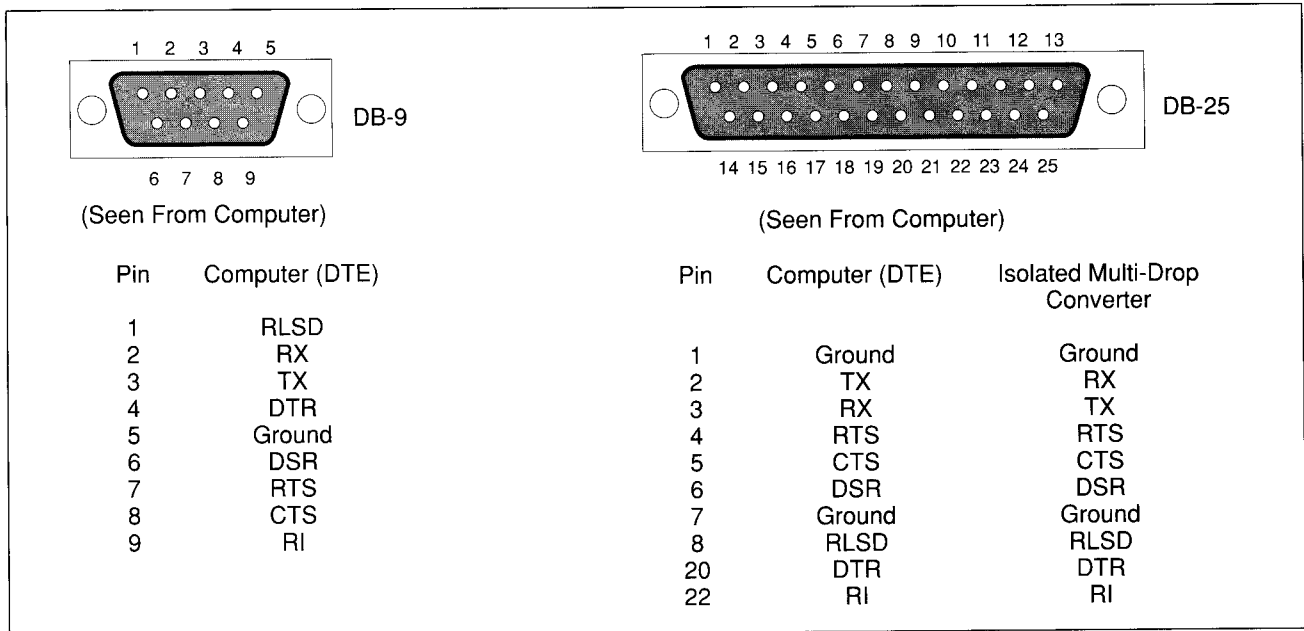 1 2 3 4 5
DB-9
6 7 8 9
(Seen From Computer)
Pin Computer (DTE)
1 RLSD
2 RX
3 TX
4 DTR
5 Ground
6 DSR
7 RTS
8 CTS
9 RI
1 2 3 4 5 6 7 8 9 10 11 12 13
DB-25
14 15 16 17 18 19 20 21 22 23 24 25
(Seen From Computer)
Pin Computer (DTE) Isolated Multi-Drop
Converter
1 Ground Ground
2 TX RX
3 RX TX
4 RTS RTS
5 CTS CTS
6 DSR DSR
7 Ground Ground
8 RLSD RLSD
20 DTR DTR
22 RI RI